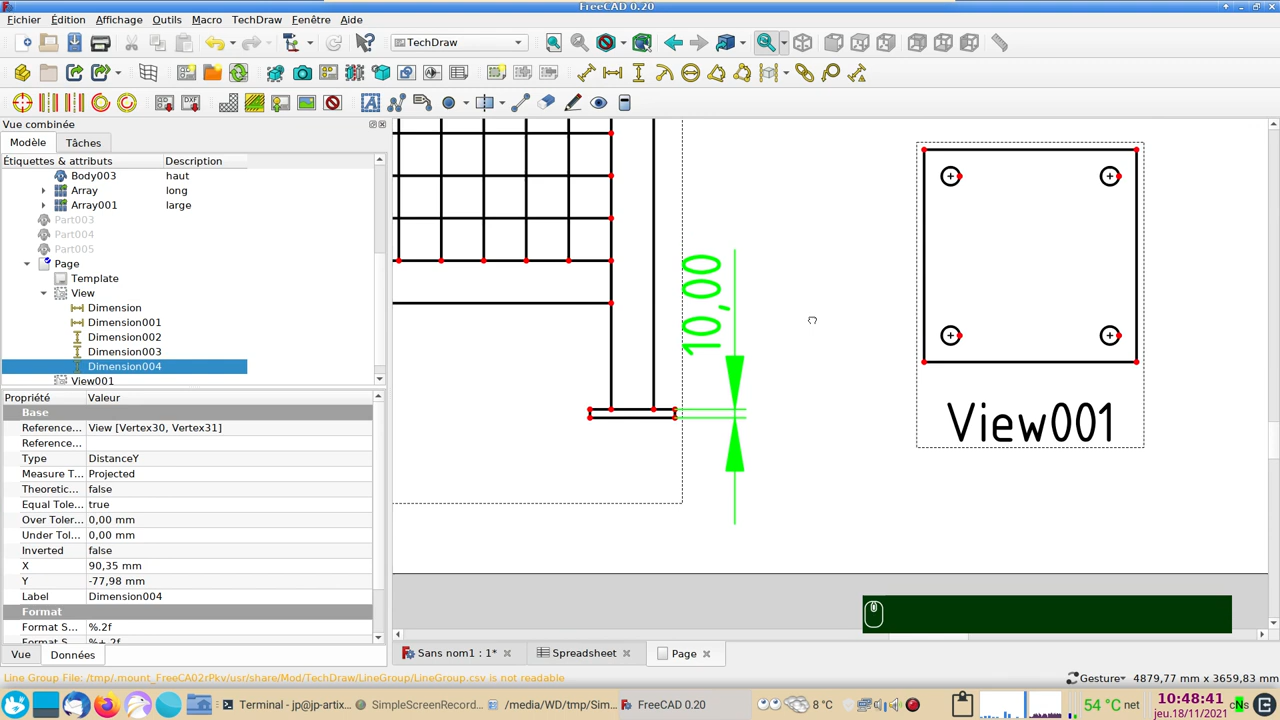 FreeCAD 0.20
Fichier Édition Affichage Outils Macro TechDraw Fenêtre Aide
TechDraw
Vue combinée
Modèle Tâches
Étiquettes & attributs Description
Body003 haut
Array long
Array001 large
Part003
Part004
Part005
Page
Template
View
Dimension
Dimension001
Dimension002
Dimension003
Dimension004
View001
Propriété Valeur
Base
Reference... View [Vertex30, Vertex31]
Reference...
Type DistanceY
Measure T... Projected
Theoretic... false
Equal Tole... true
Over Toler... 0,00 mm
Under Tol... 0,00 mm
Inverted false
X 90,35 mm
Y -77,98 mm
Label Dimension004
Format
Format S... %.2f
Vue Données
10,00
View001
Sans nom1 : 1* Spreadsheet Page
Line Group File: /tmp/.mount_FreeCA02rPkv/usr/share/Mod/TechDraw/LineGroup/LineGroup.csv is not readable
Gesture 4879,77 mm x 3659,83 mm
Terminal - jp@jp-artix... SimpleScreenRecord... /media/WD/tmp/Sim... FreeCAD 0.20
8 °C
54 °C
net
10:48:41
jeu.18/11/2021